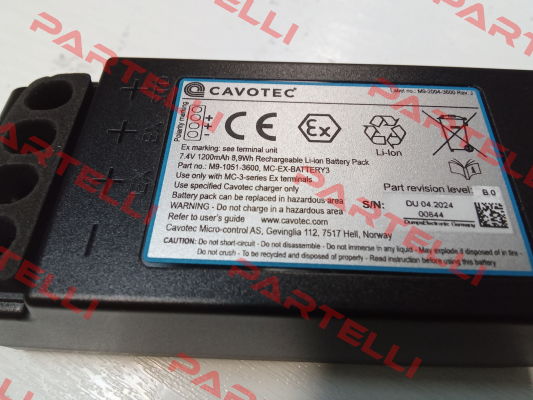 CAVOTEC
Label no.: M9-2004-3600 Rev. J
Polarity marking
CE
Ex
Li-Ion
Ex marking: see terminal unit
7.4V 1200mAh 8,9Wh Rechargeable Li-Ion Battery Pack
Part no.: M9-1051-3600, MC-EX-BATTERY3
Use only with MC-3-series Ex terminals
Use specified Cavotec charger only
Battery pack can be replaced in hazardous area
WARNING - Do not charge in hazardous area
Refer to user's guide - www.cavotec.com
Cavotec Micro-control AS, Gevinglia 112, 7517 Hell, Norway
Part revision level: B.0
S/N: DU 04 2024
00844
Electronic Germany
CAUTION: Do not short-circuit - Do not disassemble - Do not immerse in any liquid - May explode if disposed of in fire -
Do not crush - To be recycled and disposed of properly - Read instruction before using this battery
PARTELLI
PARTELLI
PARTELLI
PARTELLI
PARTELLI